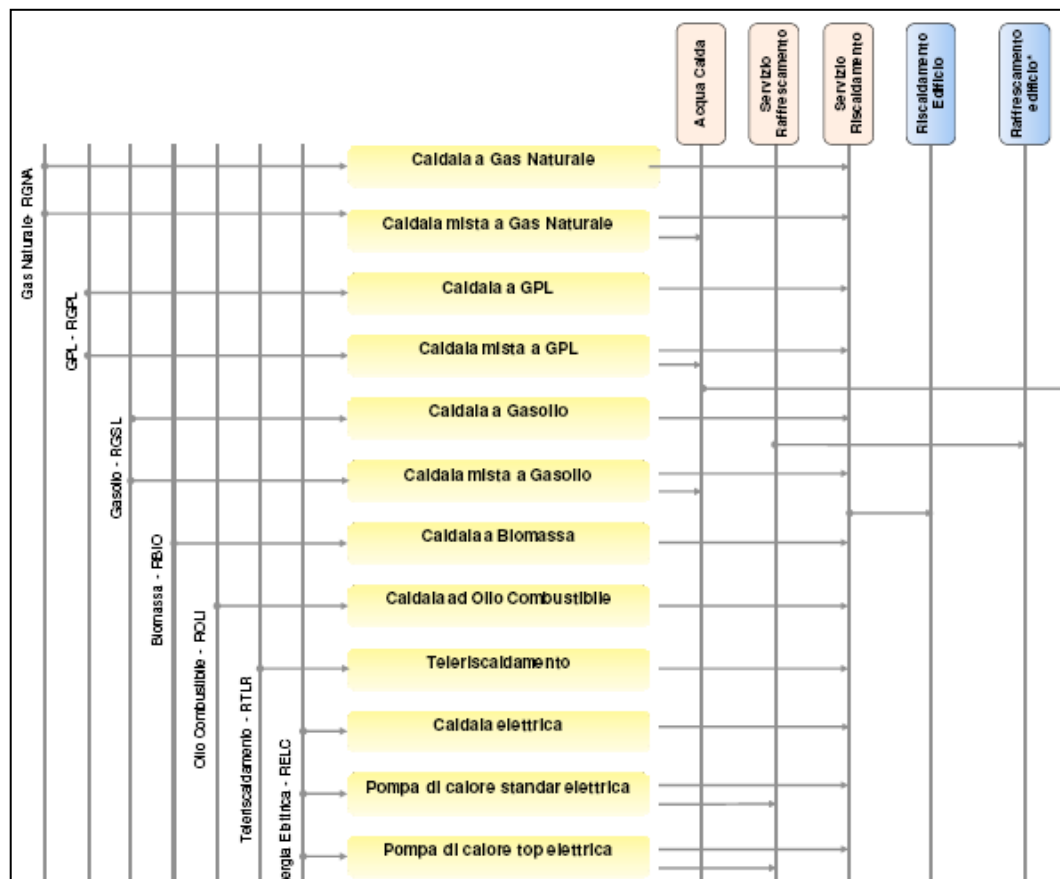 Acqua Calda
Servizio
Raffrescamento
Servizio
Riscaldamento
Riscaldamento
Edificio
Raffrescamento
edificio*
Gas Naturale- RGNA
GPL - RGPL
Gasolio - RGSL
Biomassa - RBIO
Olio Combustibile - ROLI
Teleriscaldamento - RTLR
ergia Elettrica - RELC
Caldaia a Gas Naturale
Caldaia mista a Gas Naturale
Caldaia a GPL
Caldaia mista a GPL
Caldaia a Gasolio
Caldaia mista a Gasolio
Caldaia a Biomassa
Caldaia ad Olio Combustibile
Teleriscaldamento
Caldaia elettrica
Pompa di calore standar elettrica
Pompa di calore top elettrica